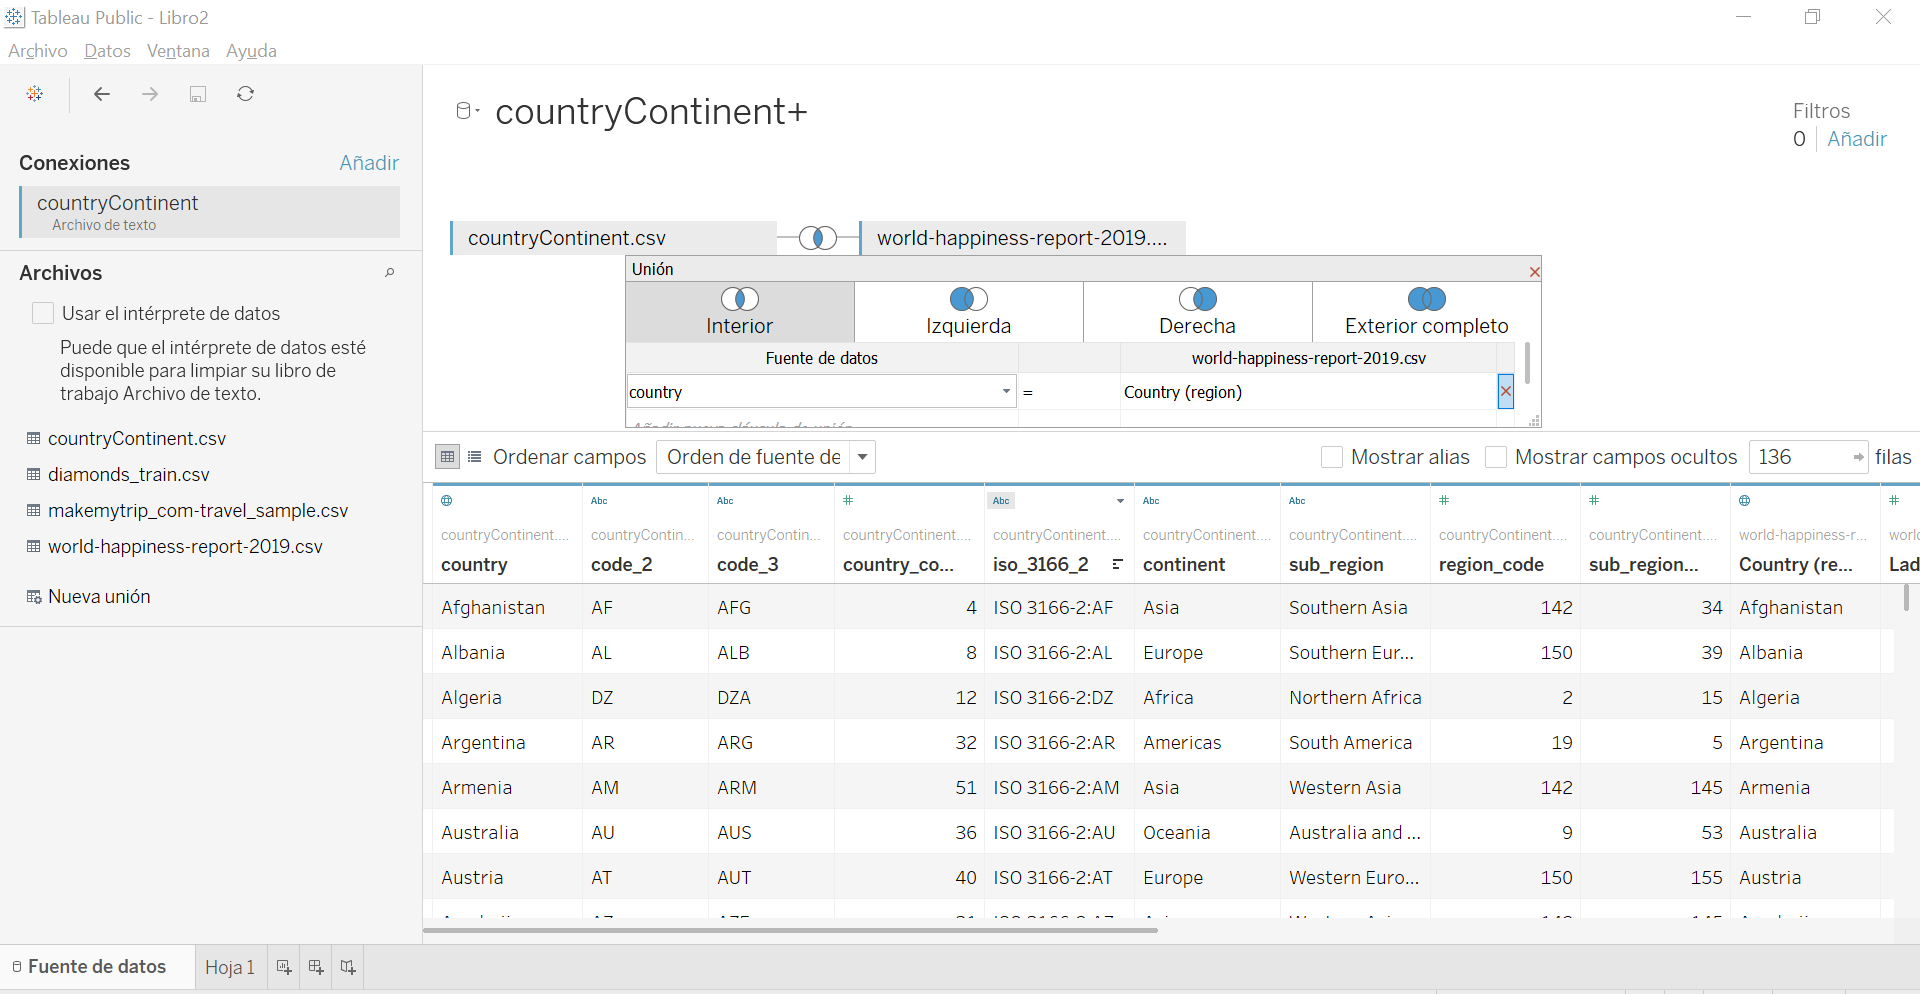 Tableau Public - Libro2
Archivo Datos Ventana Ayuda
Conexiones Añadir
countryContinent
Archivo de texto
Archivos
Usar el intérprete de datos
Puede que el intérprete de datos esté
disponible para limpiar su libro de
trabajo Archivo de texto.
countryContinent.csv
diamonds_train.csv
makemytrip_com-travel_sample.csv
world-happiness-report-2019.csv
Nueva unión
countryContinent+
Filtros
0 Añadir
countryContinent.csv world-happiness-report-2019....
Unión
Interior Izquierda Derecha Exterior completo
Fuente de datos world-happiness-report-2019.csv
country = Country (region)
Añadir nueva cláusula de unión
Ordenar campos Orden de fuente de Mostrar alias Mostrar campos ocultos 136 filas
Abc Abc # Abc Abc Abc # # #
countryContinent.... countryContin... countryContin... countryContinent.... countryContinent.... countryContinent.... countryContinent.... countryContinent.... countryContinent.... world-happiness-r... world
country code_2 code_3 country_co... iso_3166_2 continent sub_region region_code sub_region... Country (re... Lad
Afghanistan AF AFG 4 ISO 3166-2:AF Asia Southern Asia 142 34 Afghanistan
Albania AL ALB 8 ISO 3166-2:AL Europe Southern Eur... 150 39 Albania
Algeria DZ DZA 12 ISO 3166-2:DZ Africa Northern Africa 2 15 Algeria
Argentina AR ARG 32 ISO 3166-2:AR Americas South America 19 5 Argentina
Armenia AM ARM 51 ISO 3166-2:AM Asia Western Asia 142 145 Armenia
Australia AU AUS 36 ISO 3166-2:AU Oceania Australia and ... 9 53 Australia
Austria AT AUT 40 ISO 3166-2:AT Europe Western Euro... 150 155 Austria
Fuente de datos Hoja 1